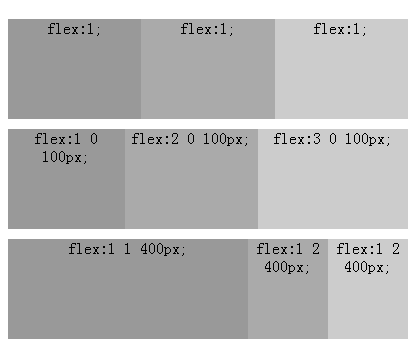 flex:1;
flex:1;
flex:1;
flex:1 0
100px;
flex:2 0 100px;
flex:3 0 100px;
flex:1 1 400px;
flex:1 2
400px;
flex:1 2
400px;